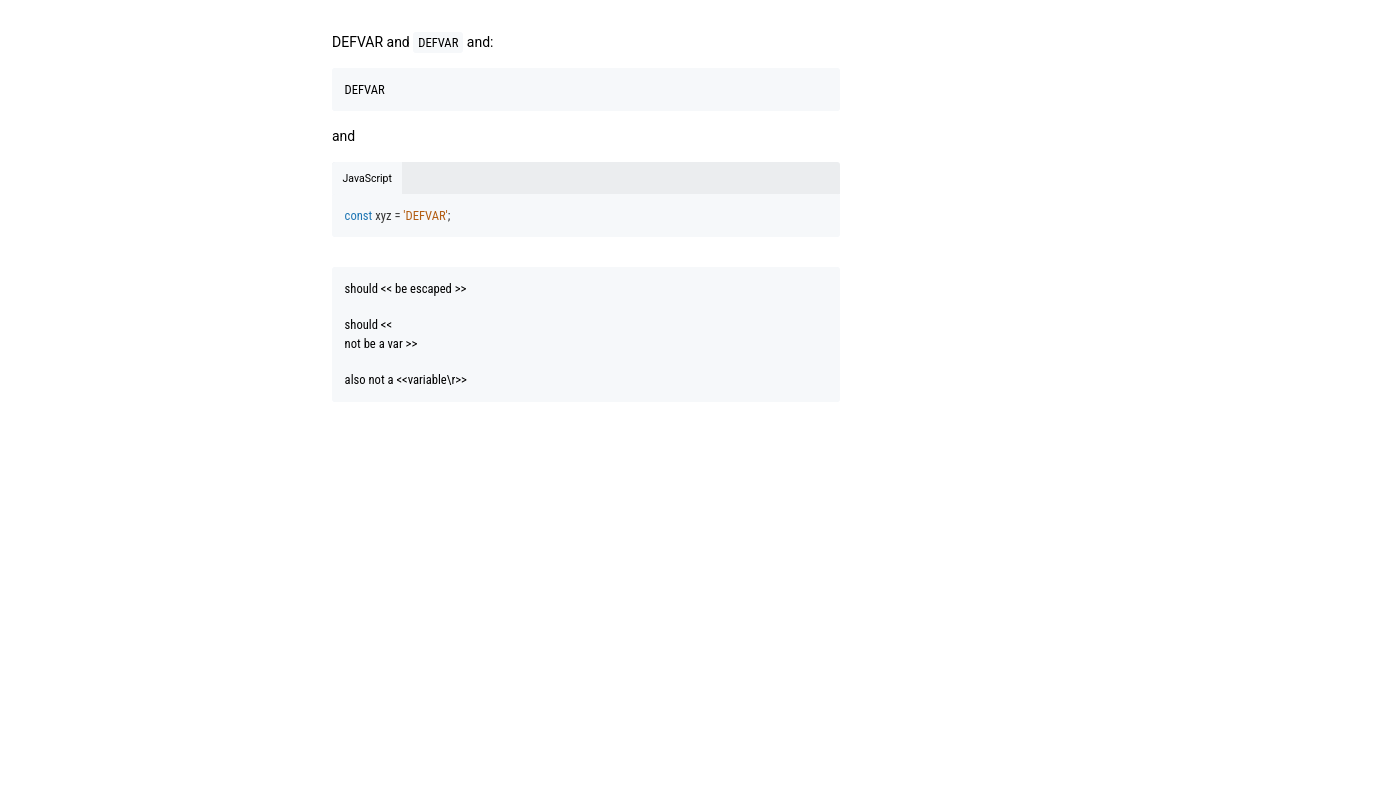 DEFVAR and DEFVAR and:
DEFVAR
and
JavaScript
const xyz = 'DEFVAR';
should << be escaped >>
should <<
not be a var >>
also not a <<variable\r>>